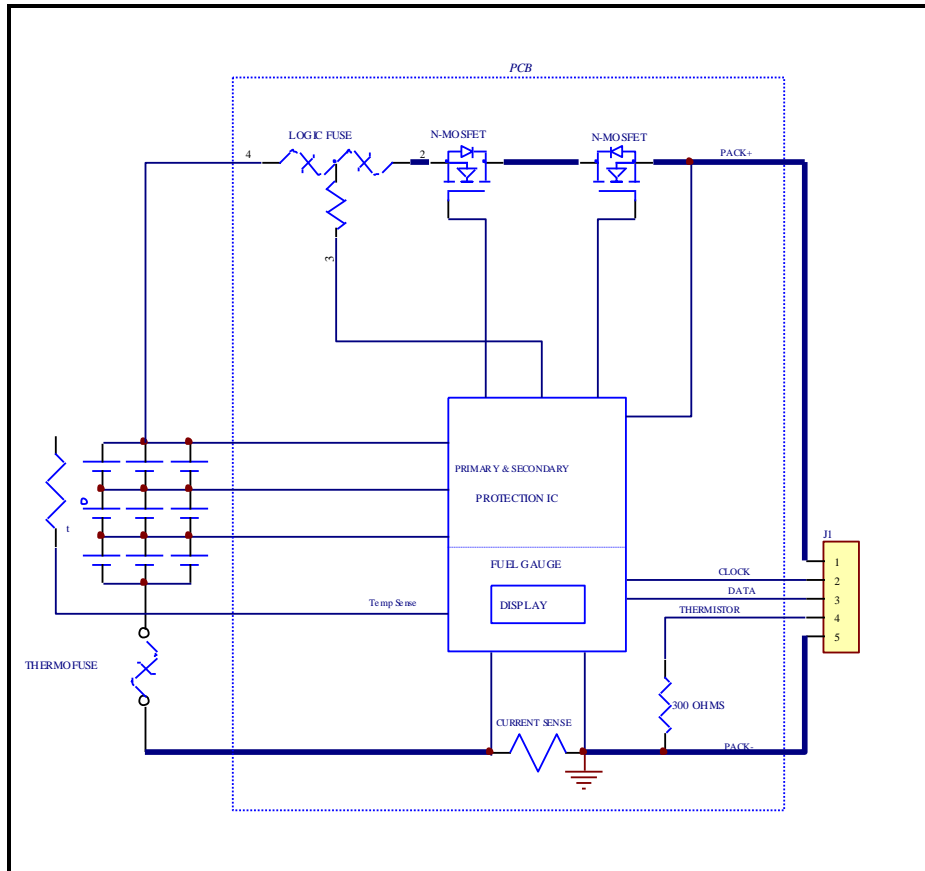 PCB
LOGIC FUSE
N-MOSFET
N-MOSFET
4
2
PACK+
3
PRIMARY & SECONDARY
PROTECTION IC
t
J1
FUEL GAUGE
1
CLOCK
2
DATA
3
DISPLAY
Temp Sense
THERMISTOR
4
5
THERMOFUSE
300 OHMS
CURRENT SENSE
PACK-